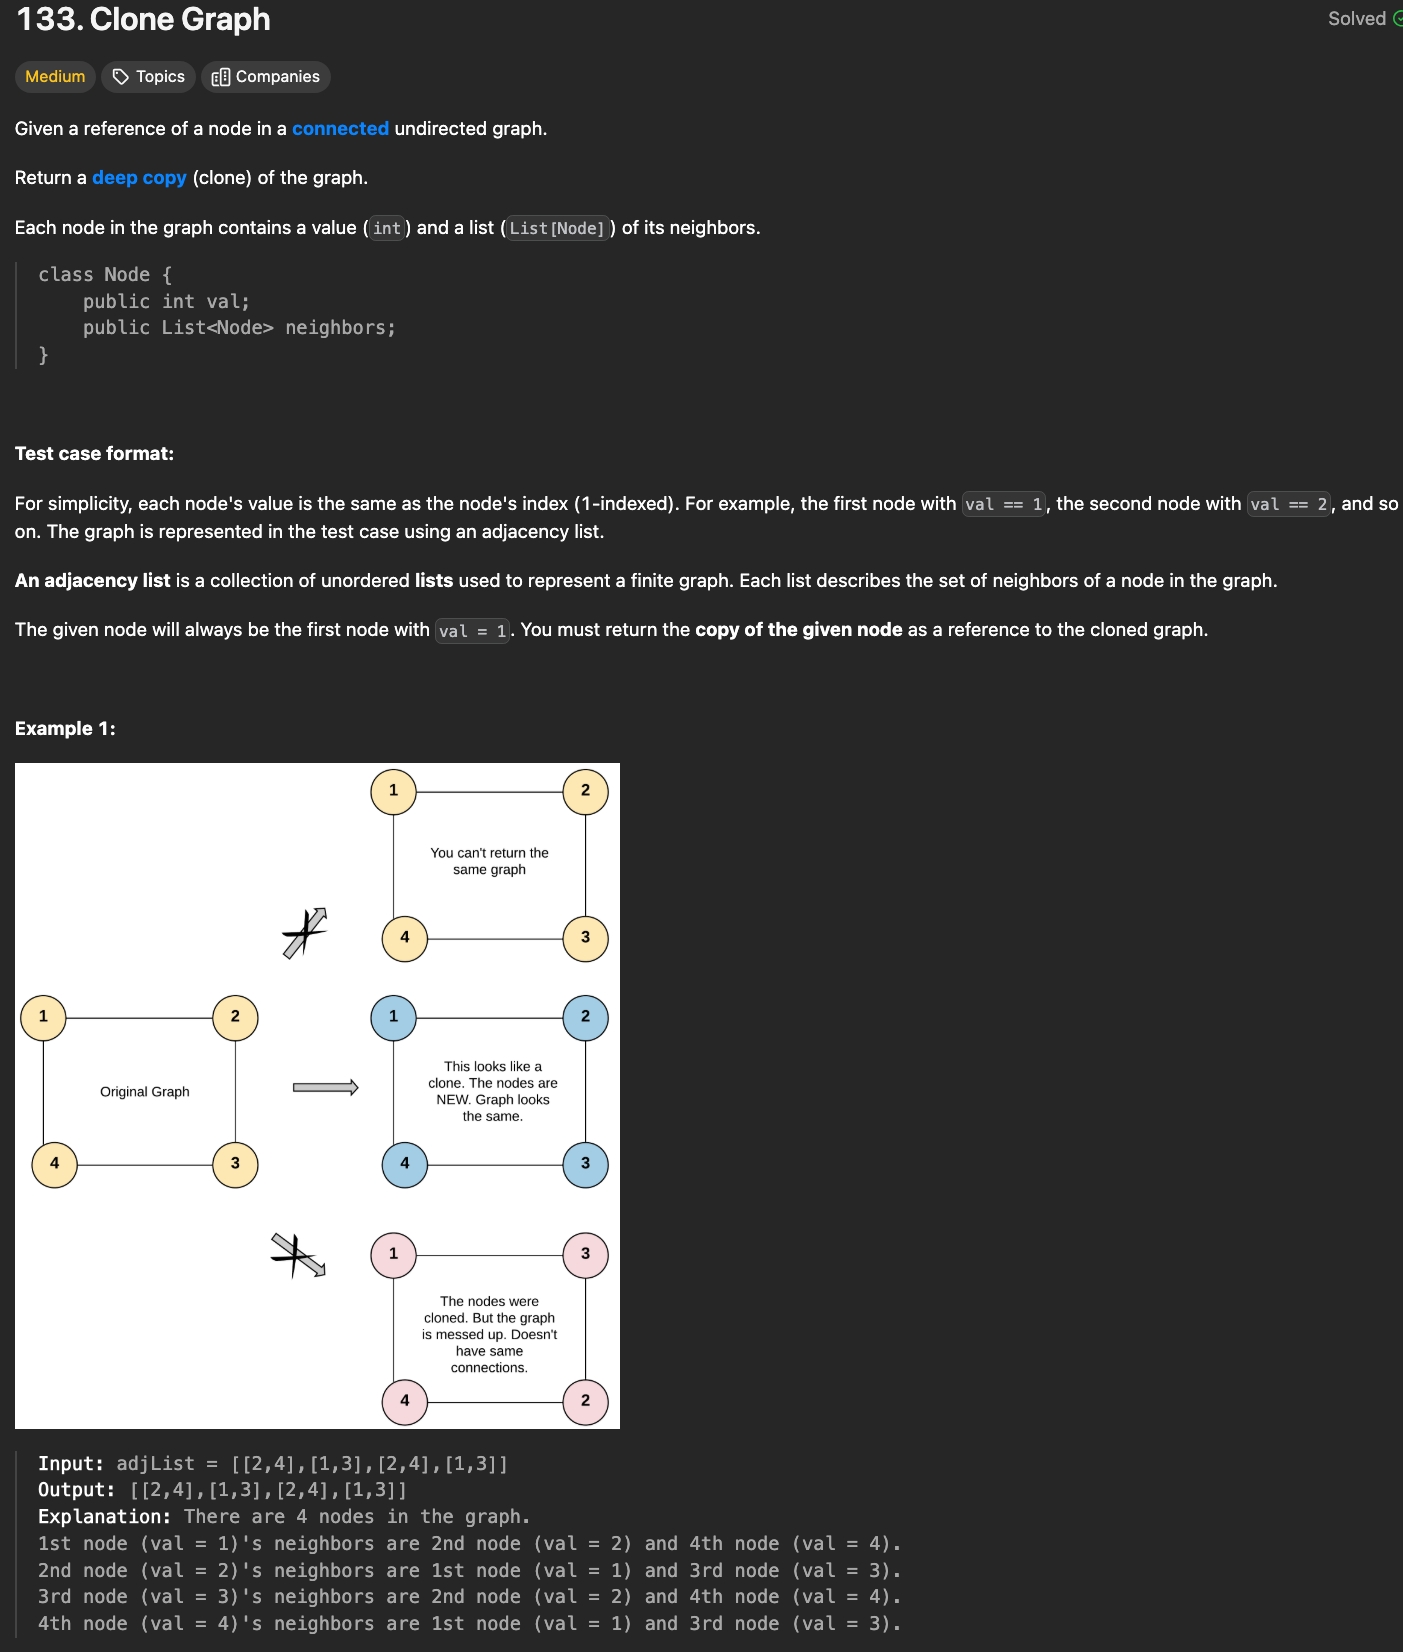 133. Clone Graph
Solved
Medium
Topics
Companies
Given a reference of a node in a connected undirected graph.
Return a deep copy (clone) of the graph.
Each node in the graph contains a value (int) and a list (List[Node]) of its neighbors.
class Node {
    public int val;
    public List<Node> neighbors;
}
Test case format:
For simplicity, each node's value is the same as the node's index (1-indexed). For example, the first node with val == 1, the second node with val == 2, and so
on. The graph is represented in the test case using an adjacency list.
An adjacency list is a collection of unordered lists used to represent a finite graph. Each list describes the set of neighbors of a node in the graph.
The given node will always be the first node with val = 1. You must return the copy of the given node as a reference to the cloned graph.
Example 1:
1 2
You can't return the
same graph
4 3
1 2
Original Graph
4 3
1 2
This looks like a
clone. The nodes are
NEW. Graph looks
the same.
4 3
1 3
The nodes were
cloned. But the graph
is messed up. Doesn't
have same
connections.
4 2
Input: adjList = [[2,4],[1,3],[2,4],[1,3]]
Output: [[2,4],[1,3],[2,4],[1,3]]
Explanation: There are 4 nodes in the graph.
1st node (val = 1)'s neighbors are 2nd node (val = 2) and 4th node (val = 4).
2nd node (val = 2)'s neighbors are 1st node (val = 1) and 3rd node (val = 3).
3rd node (val = 3)'s neighbors are 2nd node (val = 2) and 4th node (val = 4).
4th node (val = 4)'s neighbors are 1st node (val = 1) and 3rd node (val = 3).